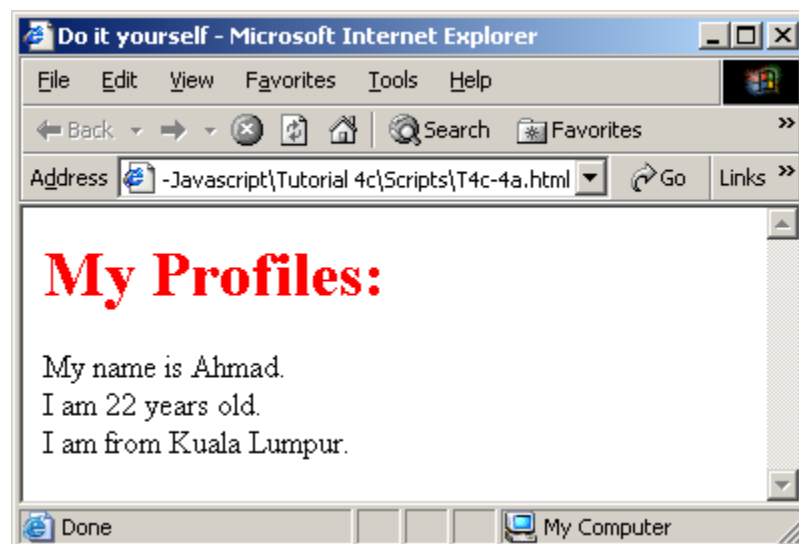 Do it yourself - Microsoft Internet Explorer
File Edit View Favorites Tools Help
Back Search Favorites »
Address -Javascript\Tutorial 4c\Scripts\T4c-4a.html Go Links »
My Profiles:
My name is Ahmad.
I am 22 years old.
I am from Kuala Lumpur.
Done My Computer